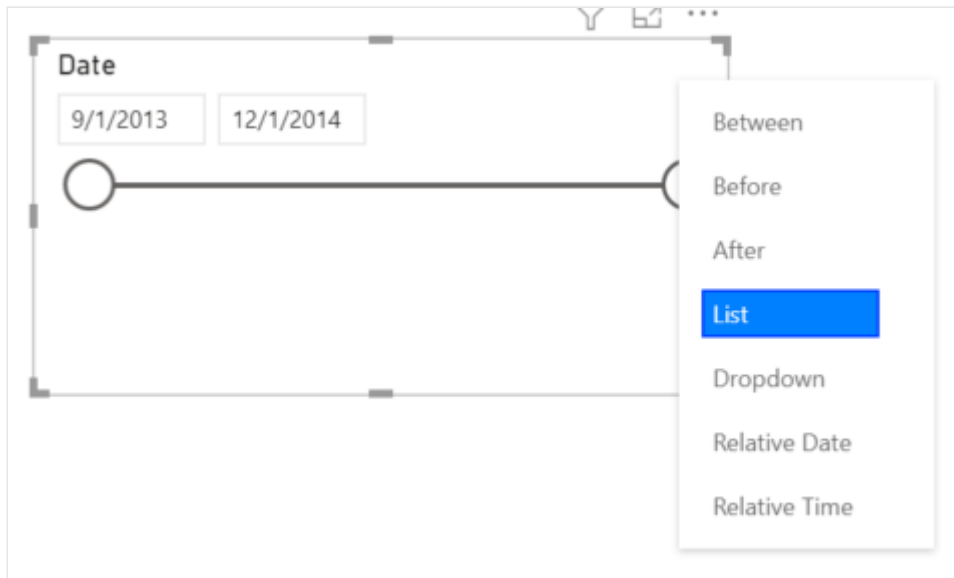 Date
9/1/2013 12/1/2014
Between
Before
After
List
Dropdown
Relative Date
Relative Time